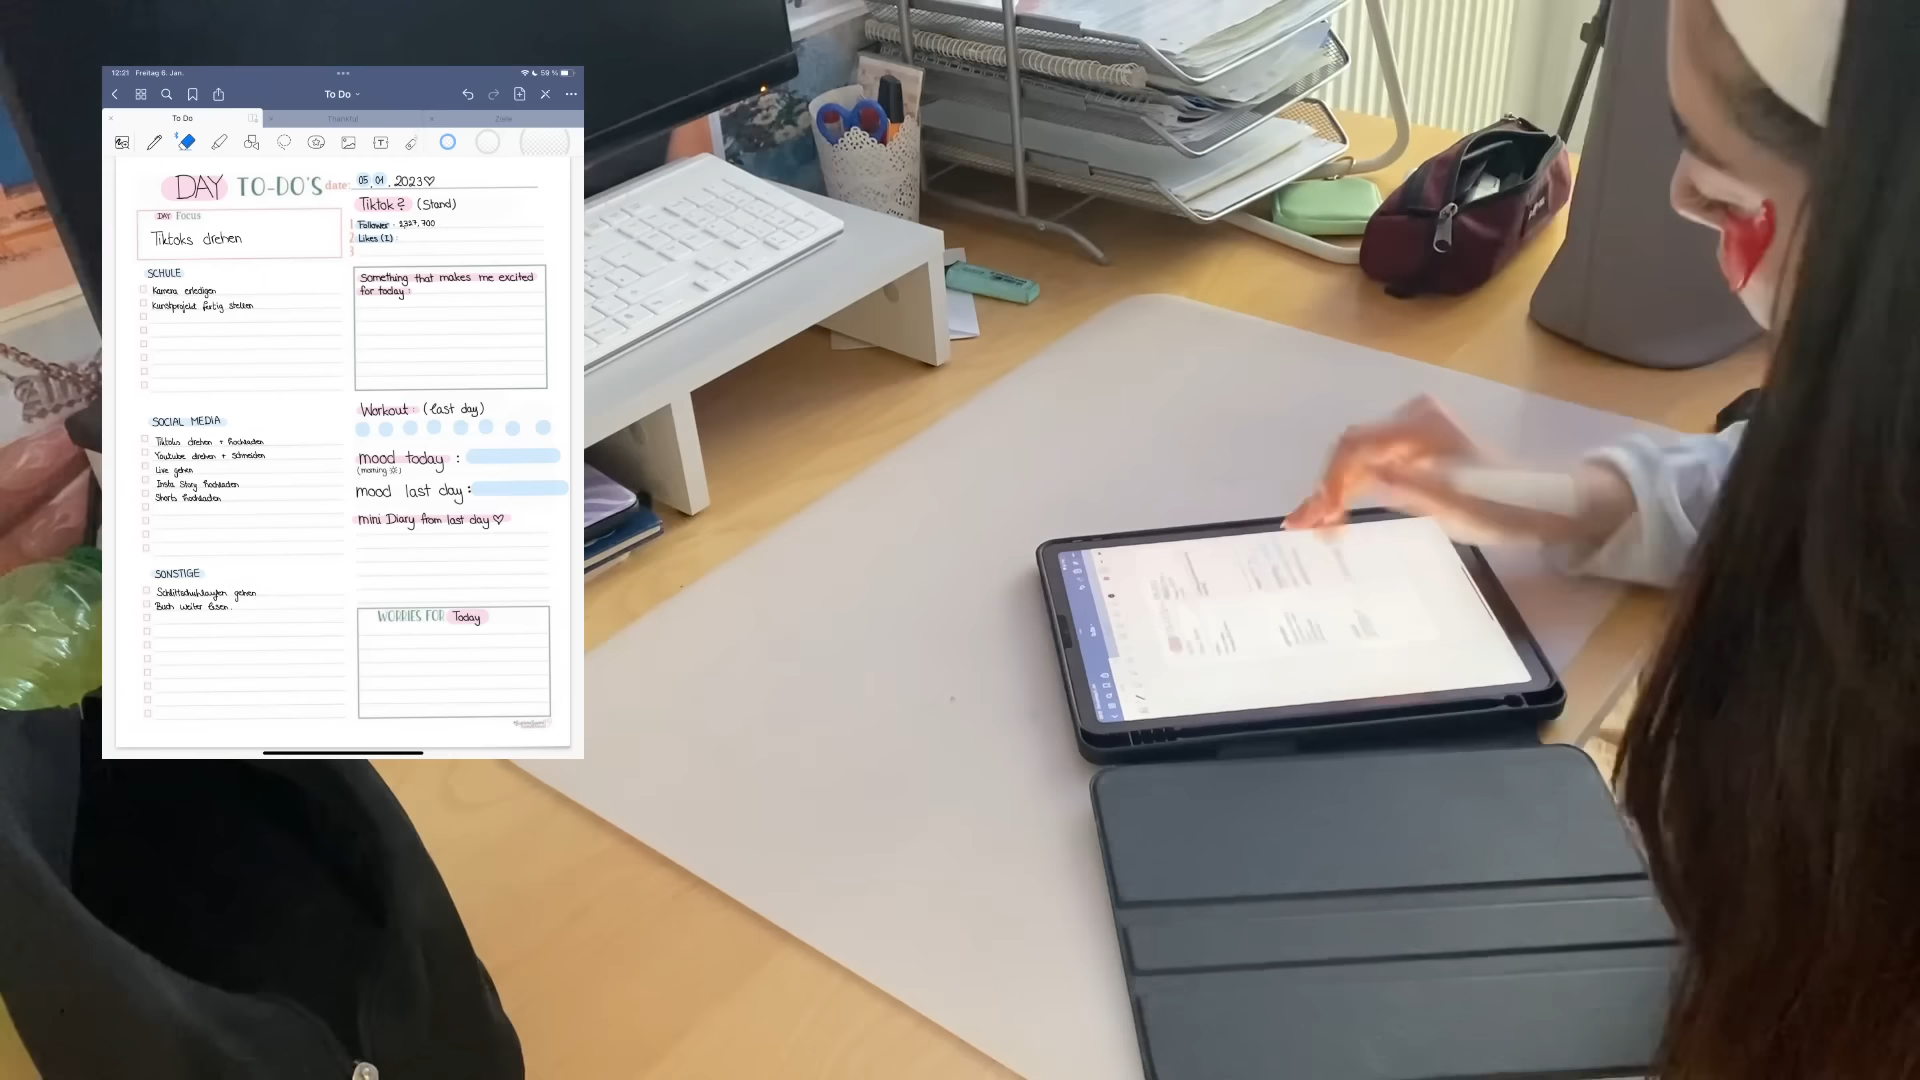 12:21 Freitag 6. Jan.
59 %
To Do
To Do
Thankful
Ziele
DAY TO-DO'S
date: 05. 01. 2023♡
DAY Focus
Tiktoks drehen
Tiktok? (Stand)
1 Follower : 2,327,700
2 Likes (I) :
3
SCHULE
Kamera erledigen
Kunstprojekt fertig stellen
Something that makes me excited
for today :
SOCIAL MEDIA
Tiktoks drehen + hochladen
Youtube drehen + schneiden
Live gehen
Insta Story hochladen
Shorts hochladen
Workout : (last day)
mood today :
(morning ☼)
mood last day :
mini Diary from last day ♡
SONSTIGE
Schlittschuhlaufen gehen
Buch weiter lesen.
WORRIES FOR Today